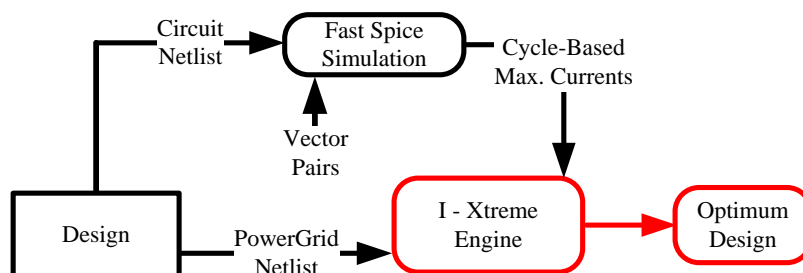 Circuit
Netlist
Fast Spice
Simulation
Cycle-Based
Max. Currents
Vector
Pairs
Design
PowerGrid
Netlist
I - Xtreme
Engine
Optimum
Design